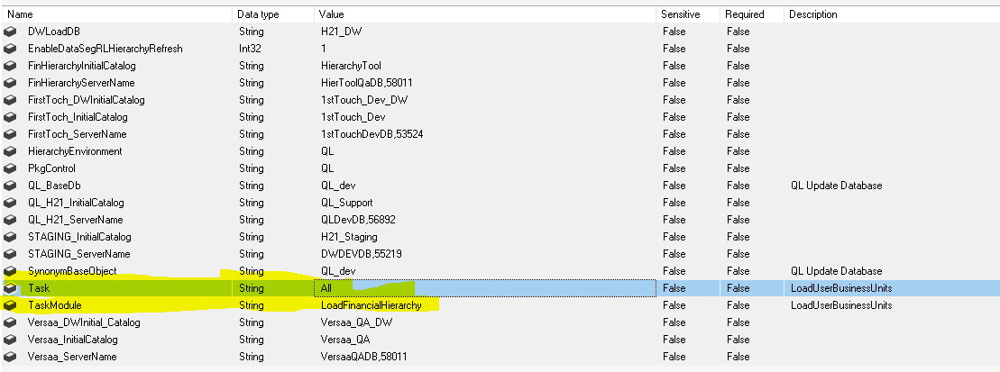 Name Data type Value Sensitive Required Description
DWLoadDB String H21_DW False False
EnableDataSegRLHierarchyRefresh Int32 1 False False
FinHierarchyInitialCatalog String HierarchyTool False False
FinHierarchyServerName String HierToolQaDB,58011 False False
FirstToch_DWInitialCatalog String 1stTouch_Dev_DW False False
FirstToch_InitialCatalog String 1stTouch_Dev False False
FirstToch_ServerName String 1stTouchDevDB,53524 False False
HierarchyEnvironment String QL False False
PkgControl String QL False False
QL_BaseDb String QL_dev False False QL Update Database
QL_H21_InitialCatalog String QL_Support False False
QL_H21_ServerName String QLDevDB,56892 False False
STAGING_InitialCatalog String H21_Staging False False
STAGING_ServerName String DWDEVDB,55219 False False
SynonymBaseObject String QL_dev False False QL Update Database
Task String All False False LoadUserBusinessUnits
TaskModule String LoadFinancialHierarchy False False LoadUserBusinessUnits
Versaa_DWInitial_Catalog String Versaa_QA_DW False False
Versaa_InitialCatalog String Versaa_QA False False
Versaa_ServerName String VersaaQADB,58011 False False